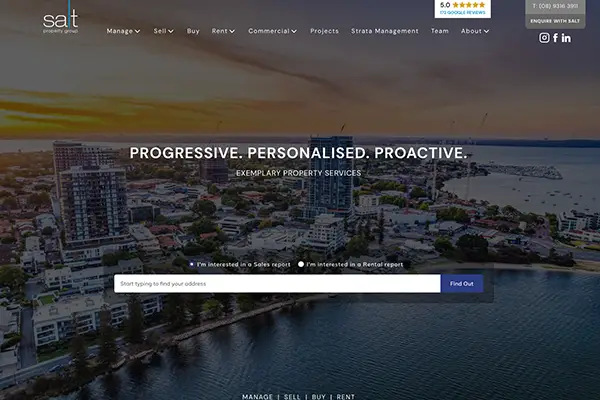 salt
property group
5.0
173 GOOGLE REVIEWS
T: (08) 9316 3911
ENQUIRE WITH SALT
Manage Sell Buy Rent Commercial Projects Strata Management Team About
PROGRESSIVE. PERSONALISED. PROACTIVE.
EXEMPLARY PROPERTY SERVICES
I'm interested in a Sales report I'm interested in a Rental report
Start typing to find your address Find Out
MANAGE | SELL | BUY | RENT